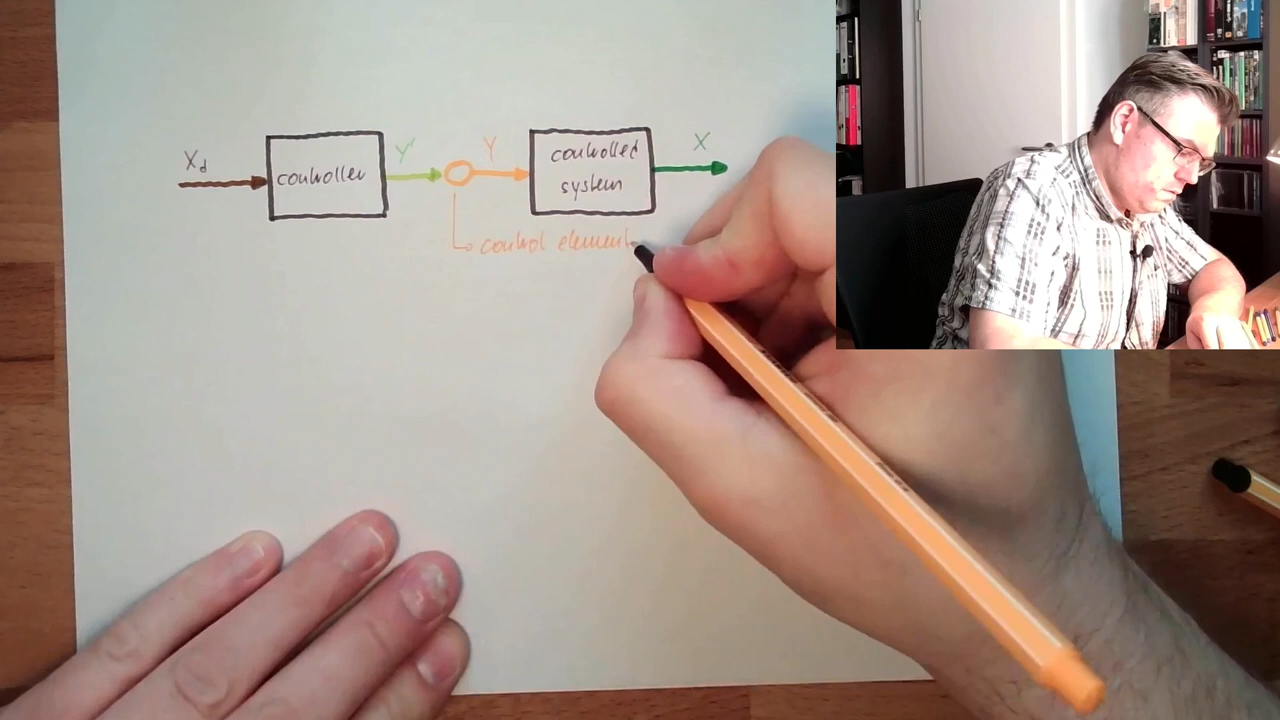 Xd
controller
Y'
Y
controlled
system
X
control element